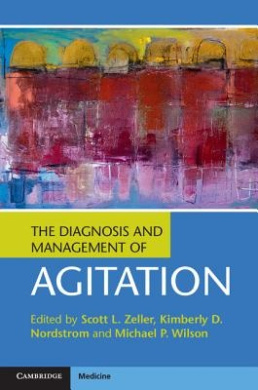 THE DIAGNOSIS AND
MANAGEMENT OF
AGITATION
Edited by Scott L. Zeller, Kimberly D.
Nordstrom and Michael P. Wilson
CAMBRIDGE Medicine